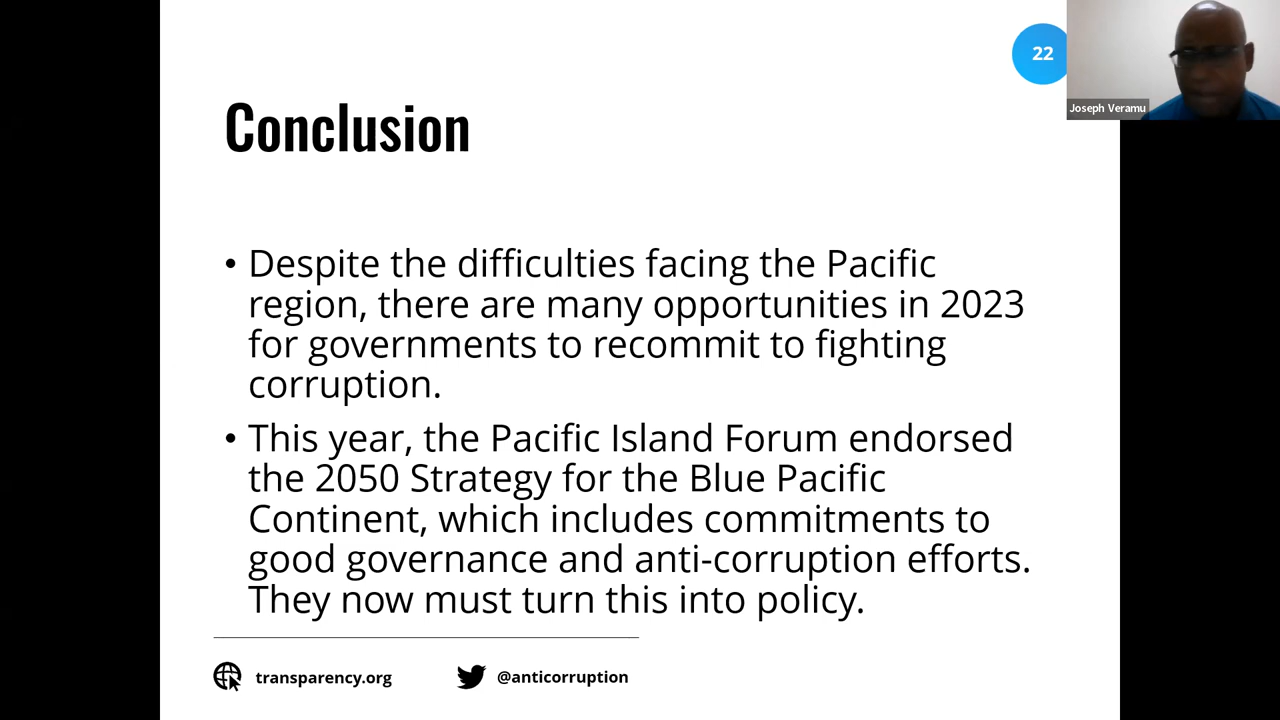 22
Joseph Veramu
Conclusion
• Despite the difficulties facing the Pacific
region, there are many opportunities in 2023
for governments to recommit to fighting
corruption.
• This year, the Pacific Island Forum endorsed
the 2050 Strategy for the Blue Pacific
Continent, which includes commitments to
good governance and anti-corruption efforts.
They now must turn this into policy.
transparency.org
@anticorruption